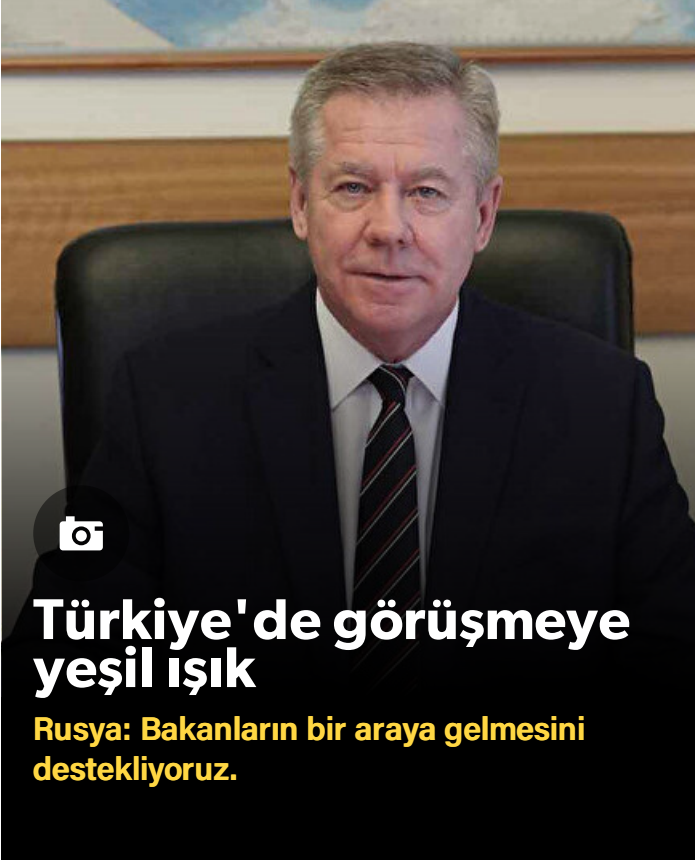 Türkiye'de görüşmeye
yeşil ışık
Rusya: Bakanların bir araya gelmesini
destekliyoruz.